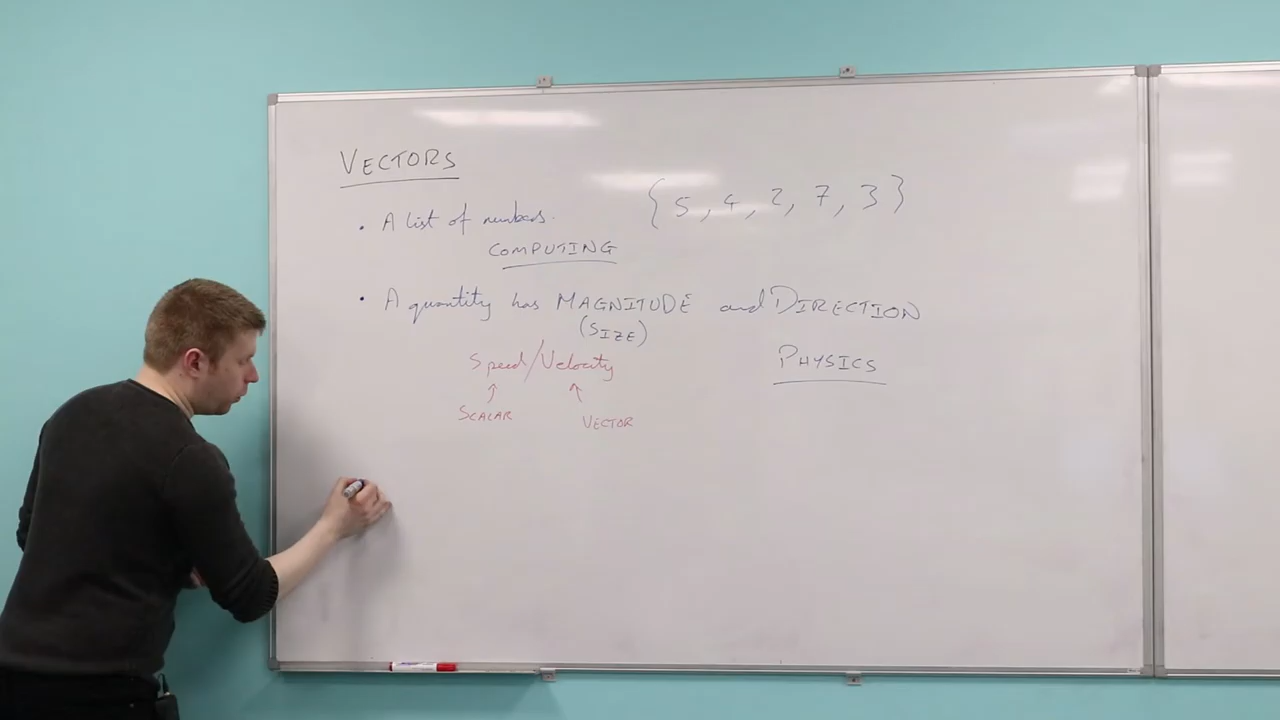 VECTORS
• A list of numbers.
{5, 4, 2, 7, 3}
COMPUTING
• A quantity has MAGNITUDE and DIRECTION
(SIZE)
Speed/Velocity
PHYSICS
↑ ↑
SCALAR VECTOR